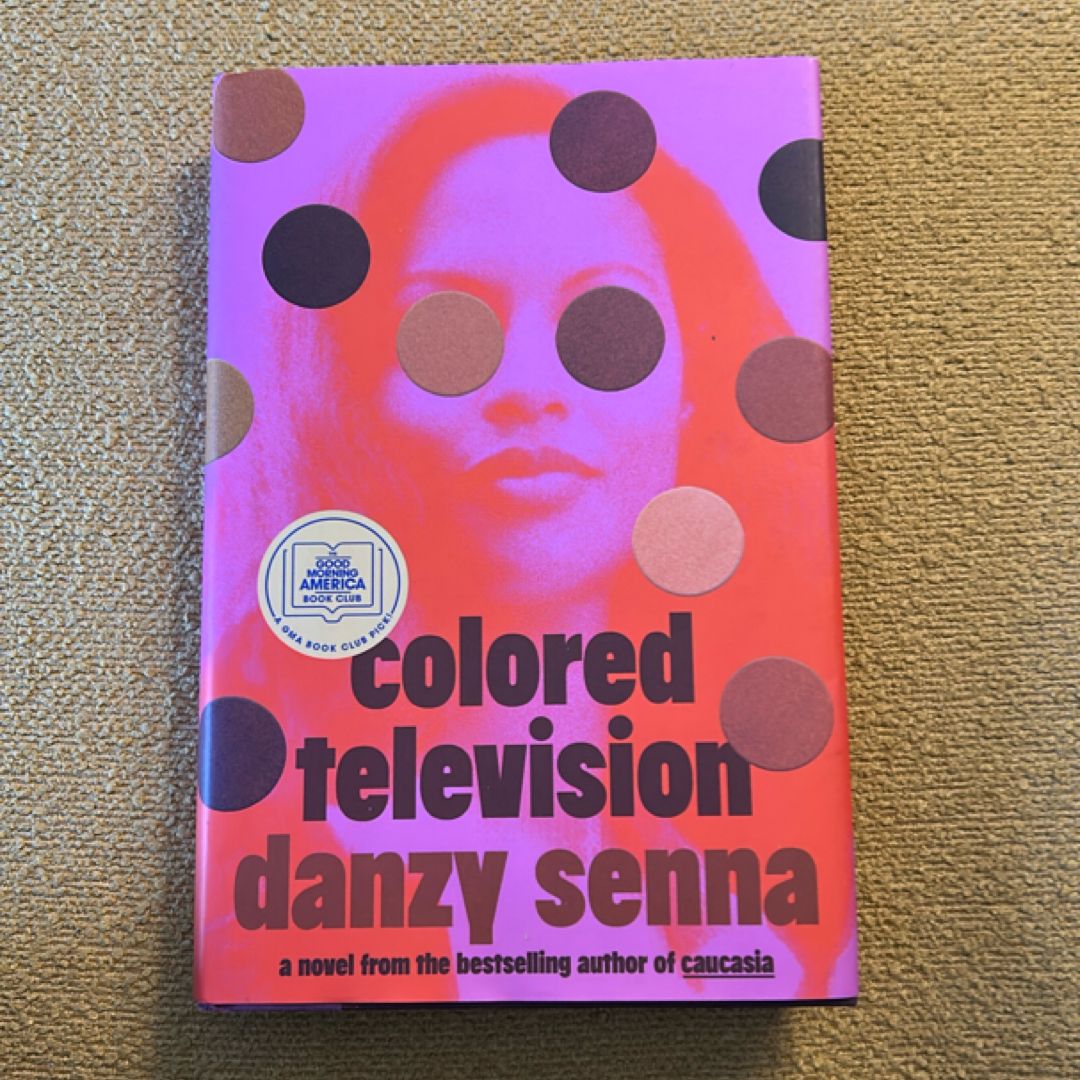 THE
GOOD
MORNING
AMERICA
BOOK CLUB
A GMA BOOK CLUB PICK!
colored
television
danzy senna
a novel from the bestselling author of caucasia